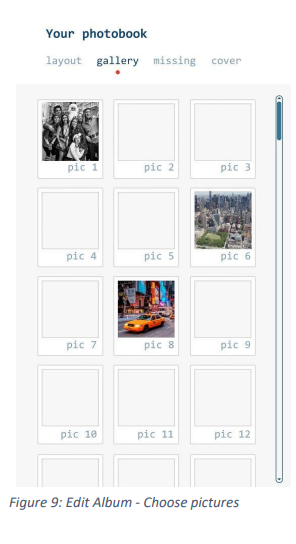 Your photobook
layout gallery missing cover
pic 1 pic 2 pic 3
pic 4 pic 5 pic 6
pic 7 pic 8 pic 9
pic 10 pic 11 pic 12
Figure 9: Edit Album - Choose pictures